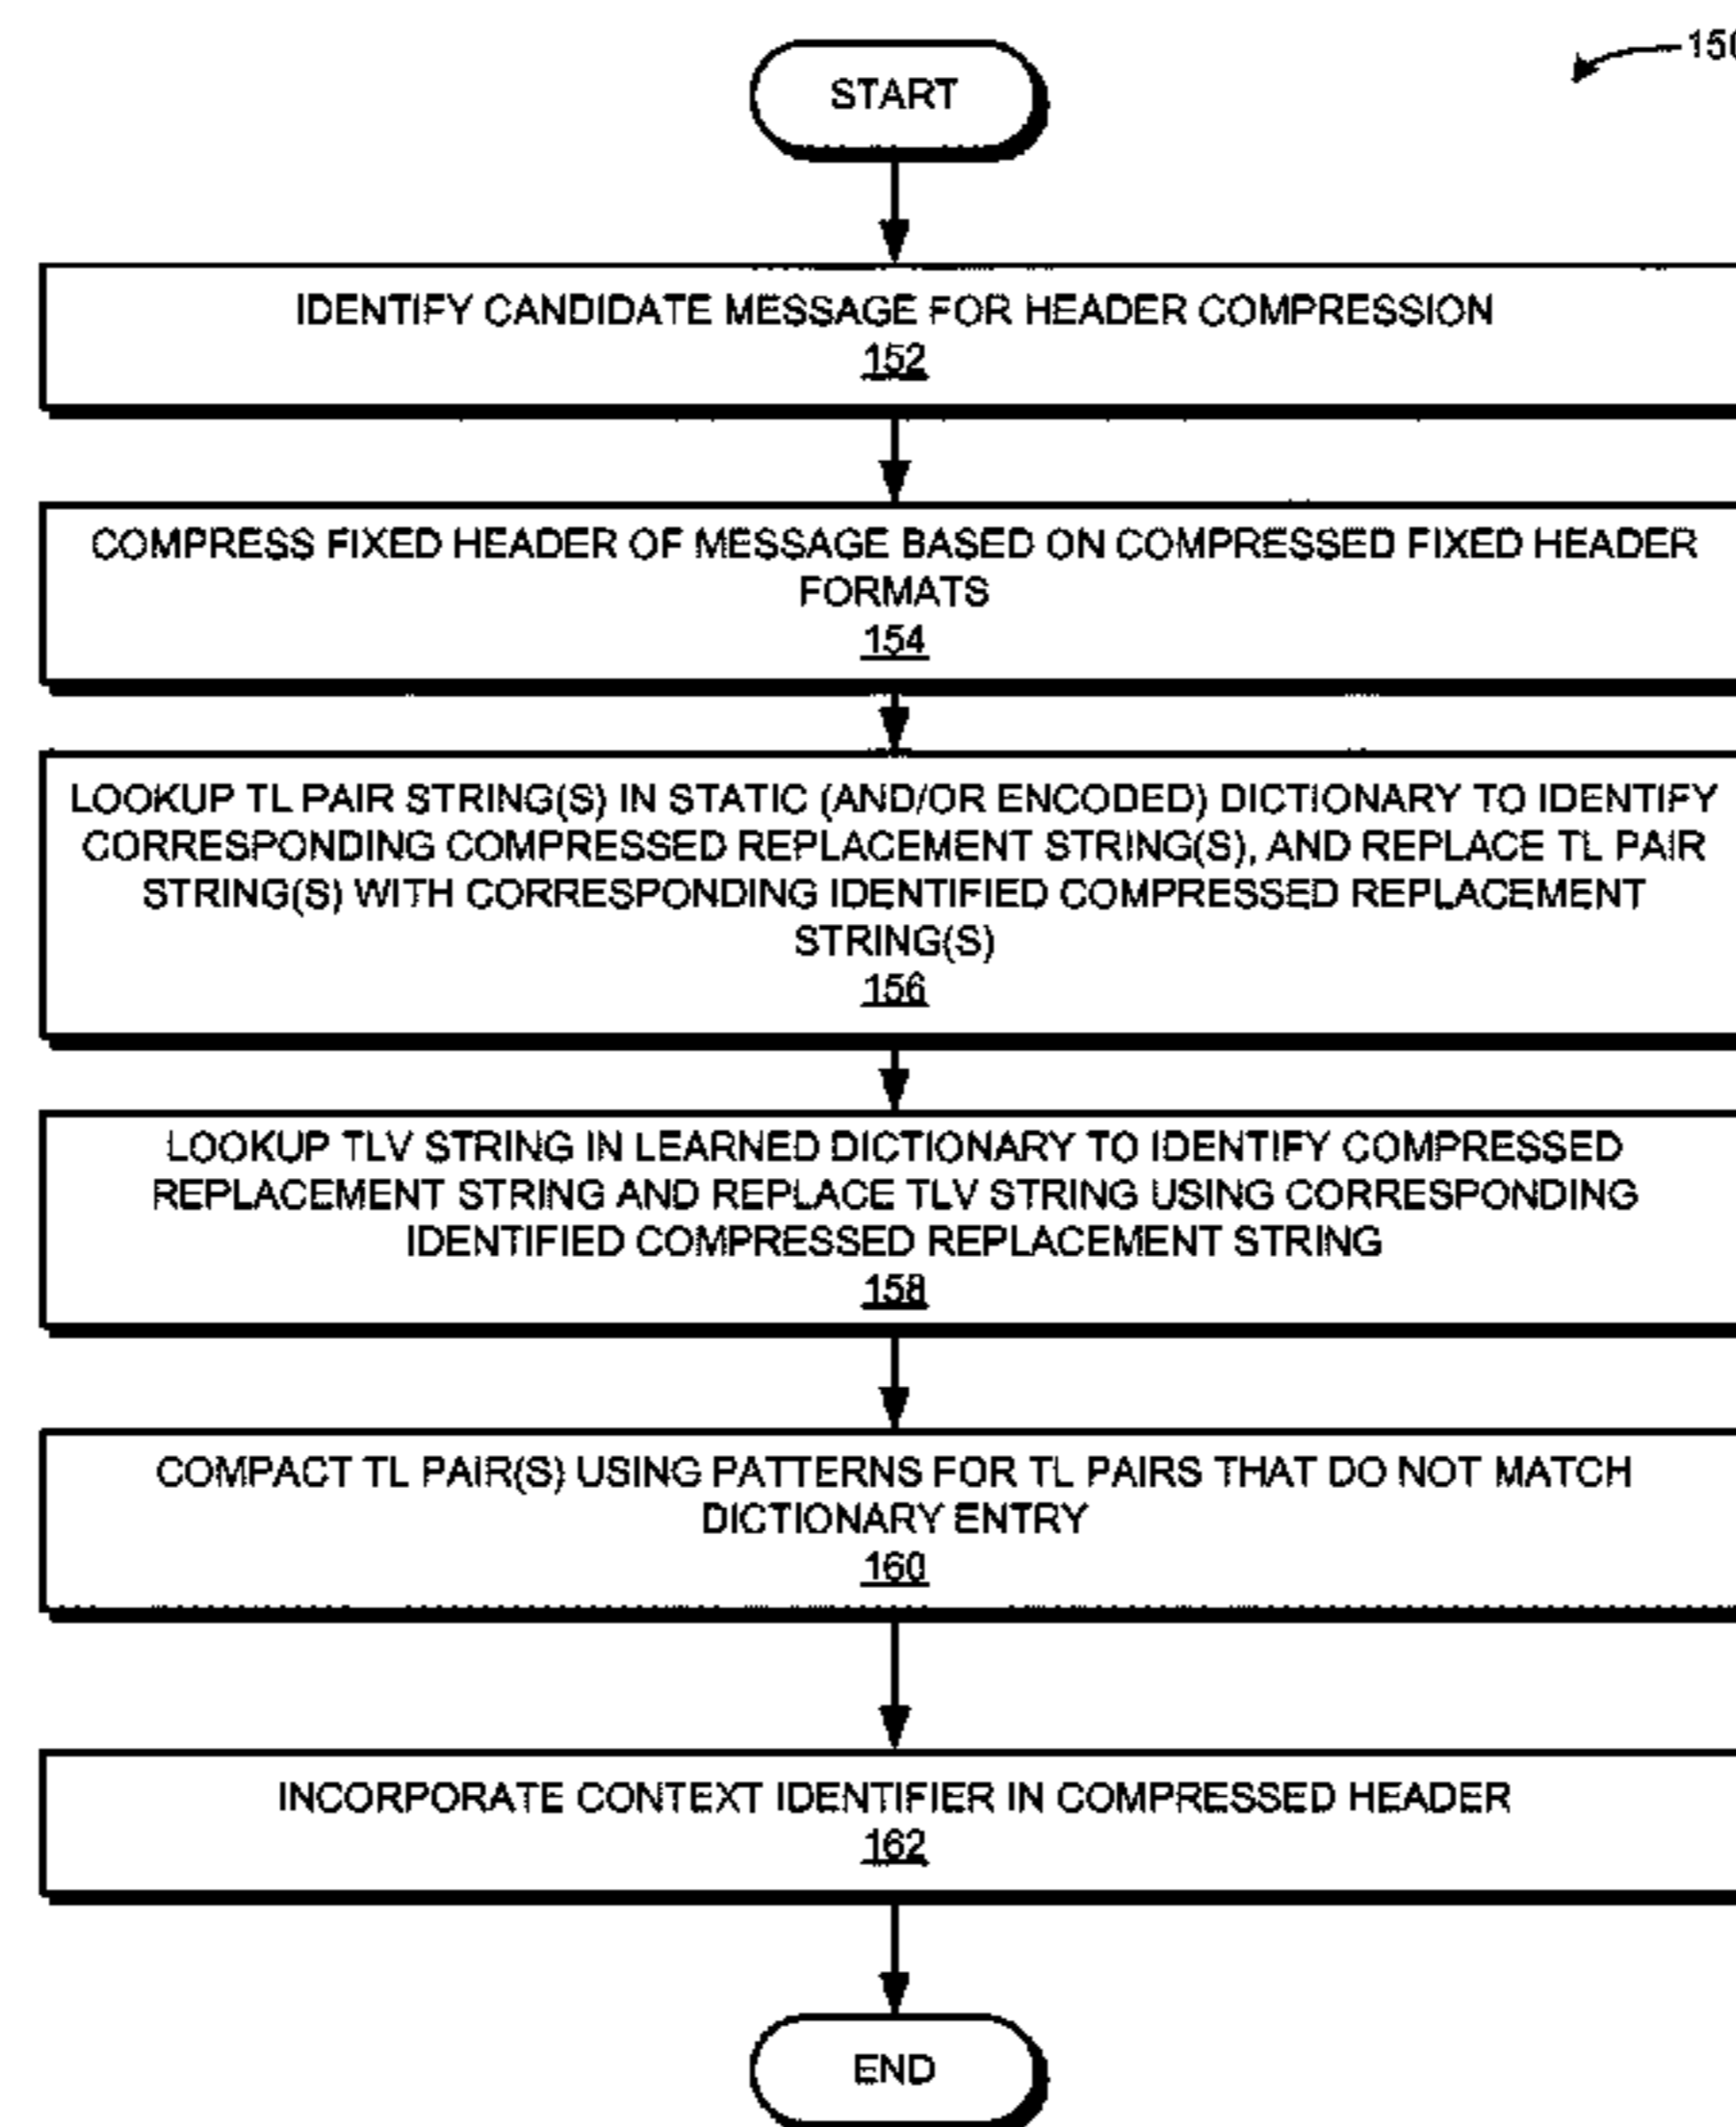 150
START
IDENTIFY CANDIDATE MESSAGE FOR HEADER COMPRESSION
152
COMPRESS FIXED HEADER OF MESSAGE BASED ON COMPRESSED FIXED HEADER
FORMATS
154
LOOKUP TL PAIR STRING(S) IN STATIC (AND/OR ENCODED) DICTIONARY TO IDENTIFY
CORRESPONDING COMPRESSED REPLACEMENT STRING(S), AND REPLACE TL PAIR
STRING(S) WITH CORRESPONDING IDENTIFIED COMPRESSED REPLACEMENT
STRING(S)
156
LOOKUP TLV STRING IN LEARNED DICTIONARY TO IDENTIFY COMPRESSED
REPLACEMENT STRING AND REPLACE TLV STRING USING CORRESPONDING
IDENTIFIED COMPRESSED REPLACEMENT STRING
158
COMPACT TL PAIR(S) USING PATTERNS FOR TL PAIRS THAT DO NOT MATCH
DICTIONARY ENTRY
160
INCORPORATE CONTEXT IDENTIFIER IN COMPRESSED HEADER
162
END